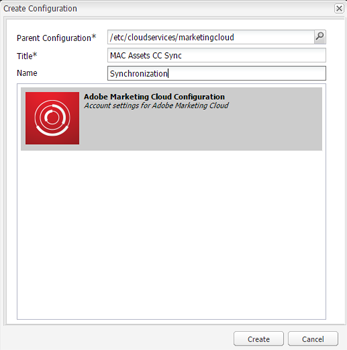 Create Configuration
Parent Configuration* /etc/cloudservices/marketingcloud
Title* MAC Assets CC Sync
Name Synchronization
Adobe Marketing Cloud Configuration
Account settings for Adobe Marketing Cloud
Create Cancel